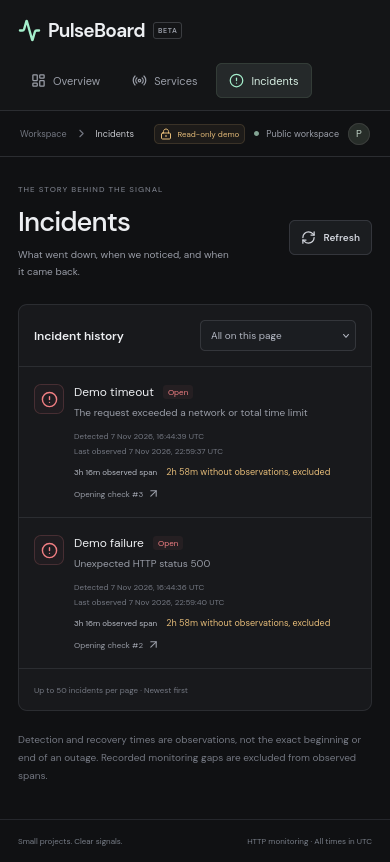 PulseBoard BETA
Overview Services Incidents
Workspace Incidents Read-only demo Public workspace P
THE STORY BEHIND THE SIGNAL
Incidents
What went down, when we noticed, and when
it came back.
Refresh
Incident history All on this page
Demo timeout Open
The request exceeded a network or total time limit
Detected 7 Nov 2026, 16:44:39 UTC
Last observed 7 Nov 2026, 22:59:37 UTC
3h 16m observed span 2h 58m without observations, excluded
Opening check #3
Demo failure Open
Unexpected HTTP status 500
Detected 7 Nov 2026, 16:44:36 UTC
Last observed 7 Nov 2026, 22:59:40 UTC
3h 16m observed span 2h 58m without observations, excluded
Opening check #2
Up to 50 incidents per page · Newest first
Detection and recovery times are observations, not the exact beginning or
end of an outage. Recorded monitoring gaps are excluded from observed
spans.
Small projects. Clear signals. HTTP monitoring · All times in UTC